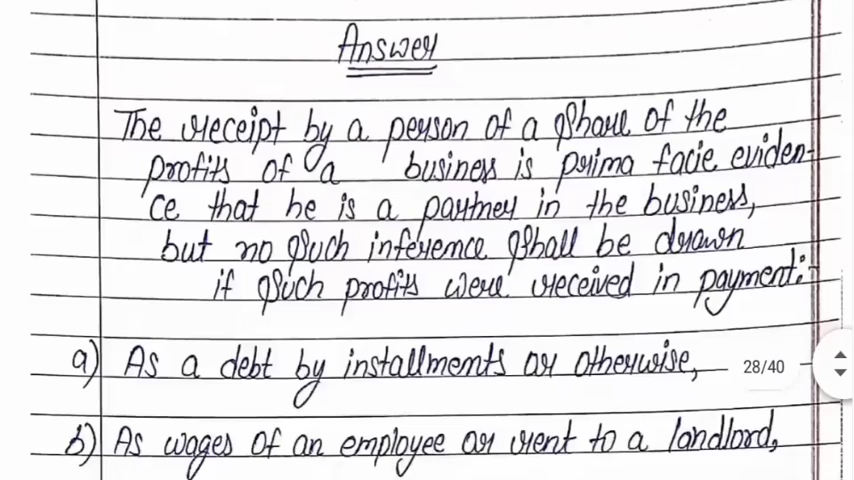 Answer
The receipt by a person of a share of the
profits of a business is prima facie eviden-
ce that he is a partner in the business,
but no such inference shall be drawn
if such profits were received in payment:-
a) As a debt by installments or otherwise,
28/40
b) As wages of an employee or rent to a landlord,